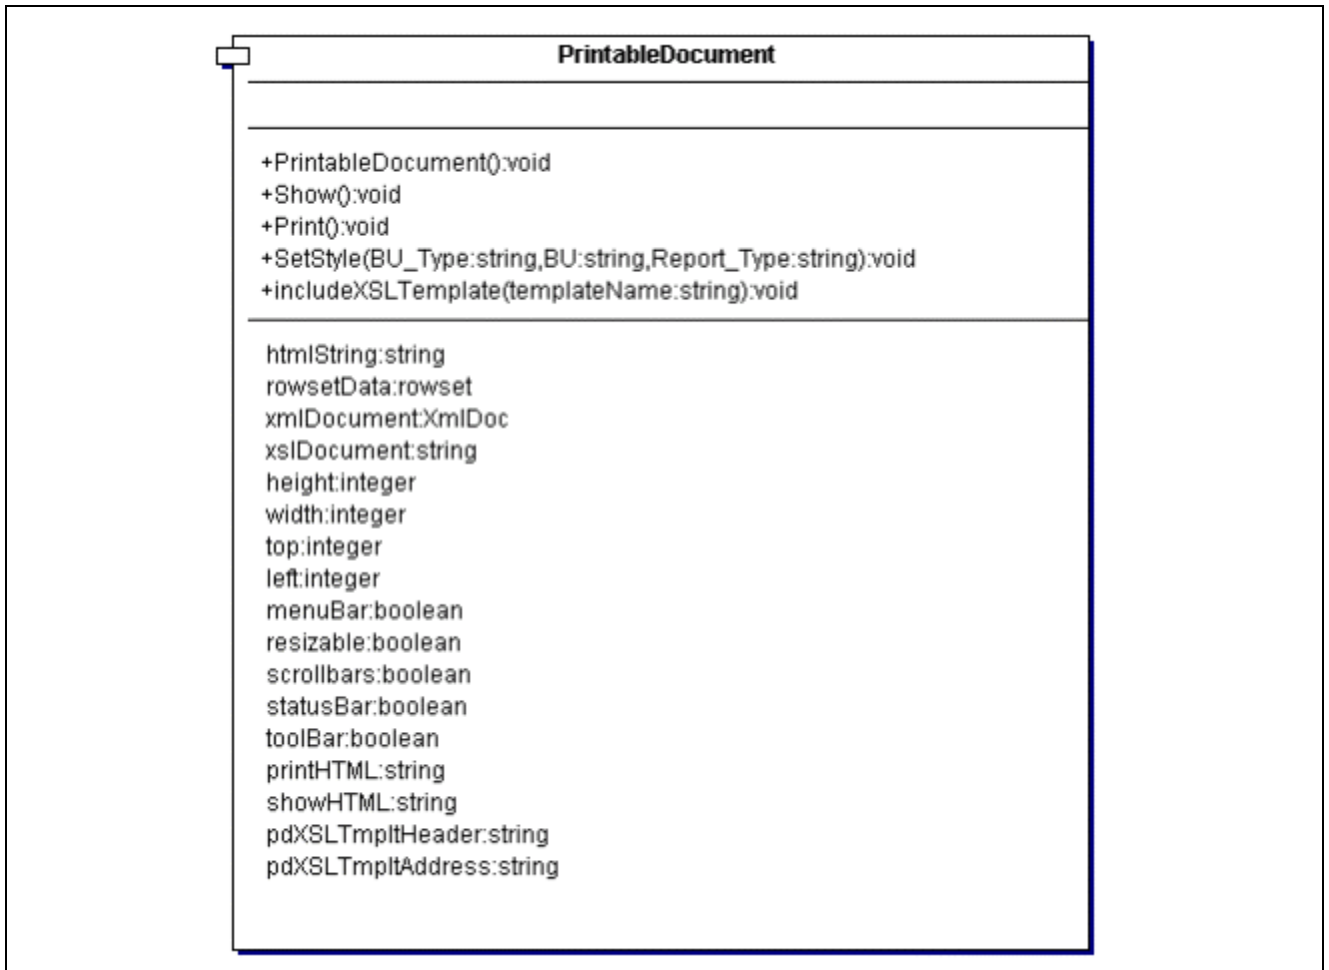 PrintableDocument
+PrintableDocument():void
+Show():void
+Print():void
+SetStyle(BU_Type:string,BU:string,Report_Type:string):void
+includeXSLTemplate(templateName:string):void
htmlString:string
rowsetData:rowset
xmlDocument:XmlDoc
xslDocument:string
height:integer
width:integer
top:integer
left:integer
menuBar:boolean
resizable:boolean
scrollbars:boolean
statusBar:boolean
toolBar:boolean
printHTML:string
showHTML:string
pdXSLTmpltHeader:string
pdXSLTmpltAddress:string